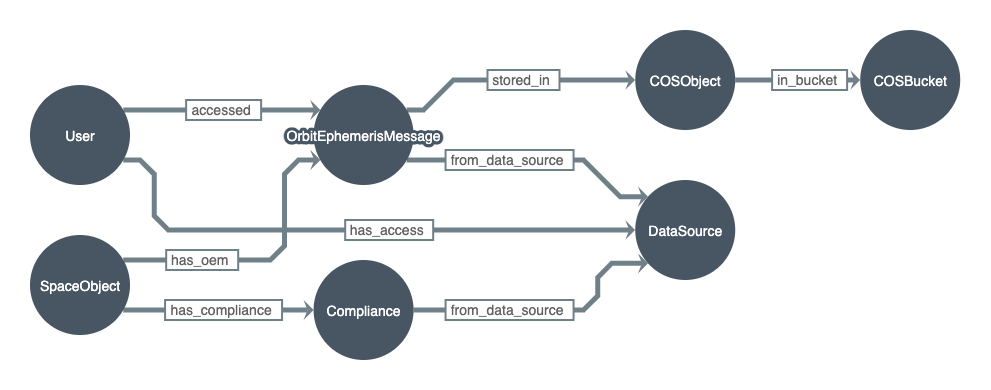 stored_in
COSObject
in_bucket
COSBucket
accessed
User
OrbitEphemerisMessage
from_data_source
has_access
DataSource
has_oem
SpaceObject
has_compliance
Compliance
from_data_source